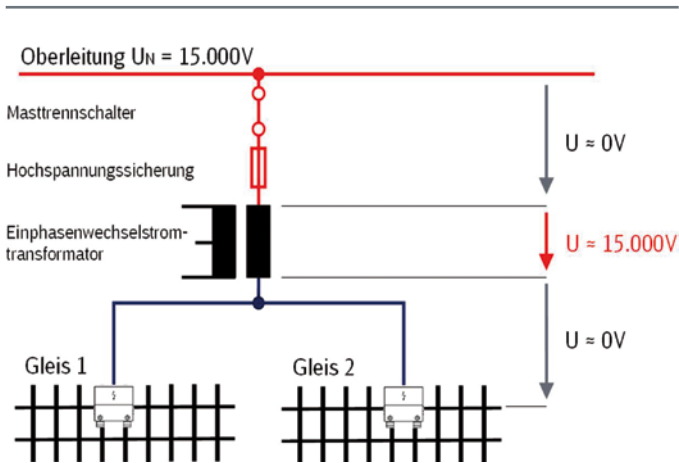 Oberleitung UN = 15.000V
Masttrennschalter
U ≈ 0V
Hochspannungssicherung
Einphasenwechselstrom-
transformator
U ≈ 15.000V
U ≈ 0V
Gleis 1
Gleis 2